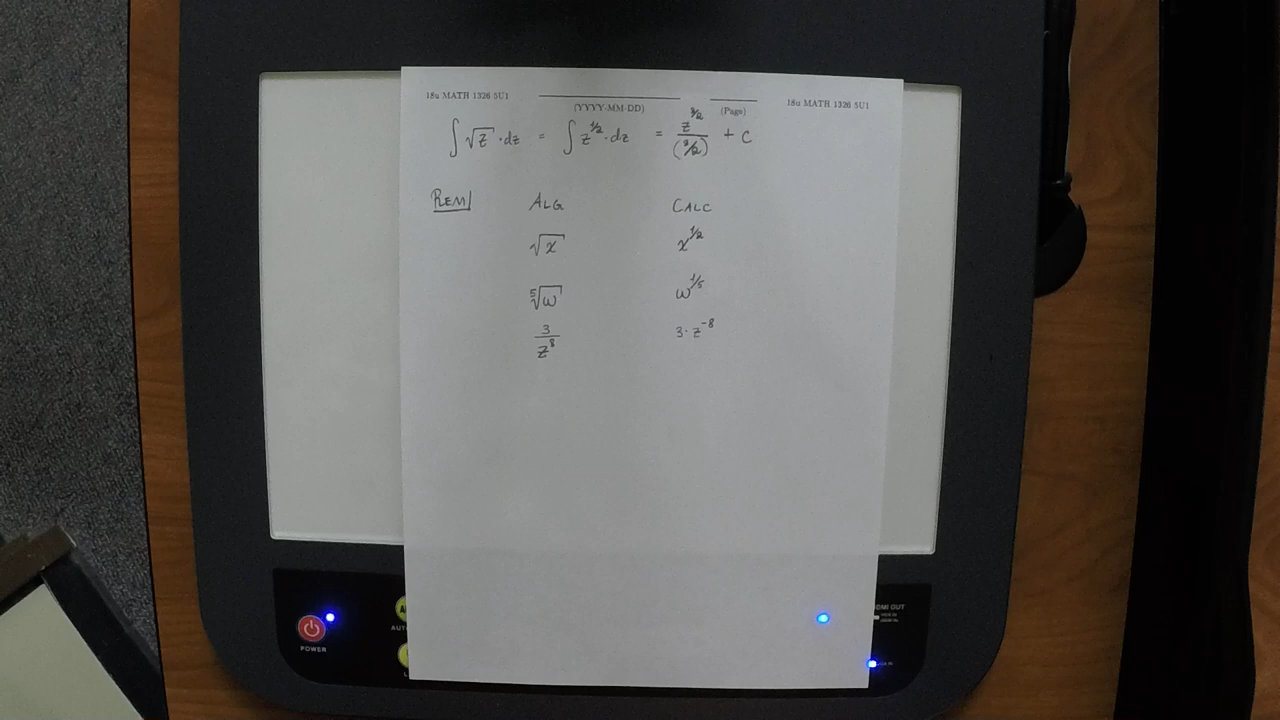 18u MATH 1326 5U1 (YYYY-MM-DD) (Page) 18u MATH 1326 5U1
∫ √z · dz = ∫ z^{1/2} · dz = z^{3/2}/(3/2) + C
REM ALG CALC
√x x^{1/2}
⁵√w w^{1/5}
3/z^8 3 · z^{-8}
POWER